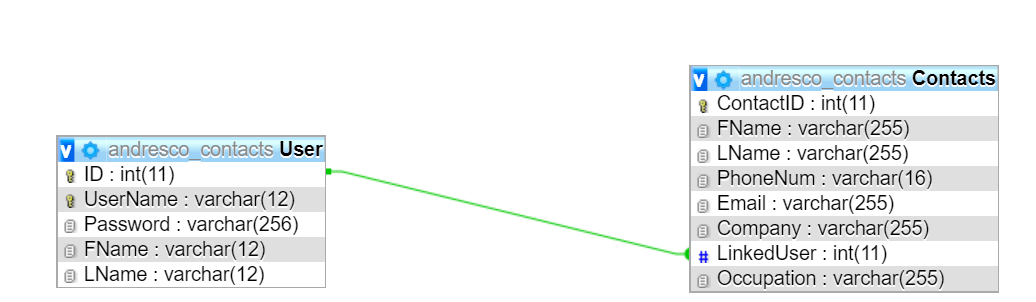 v andresco_contacts User
ID : int(11)
UserName : varchar(12)
Password : varchar(256)
FName : varchar(12)
LName : varchar(12)
v andresco_contacts Contacts
ContactID : int(11)
FName : varchar(255)
LName : varchar(255)
PhoneNum : varchar(16)
Email : varchar(255)
Company : varchar(255)
# LinkedUser : int(11)
Occupation : varchar(255)